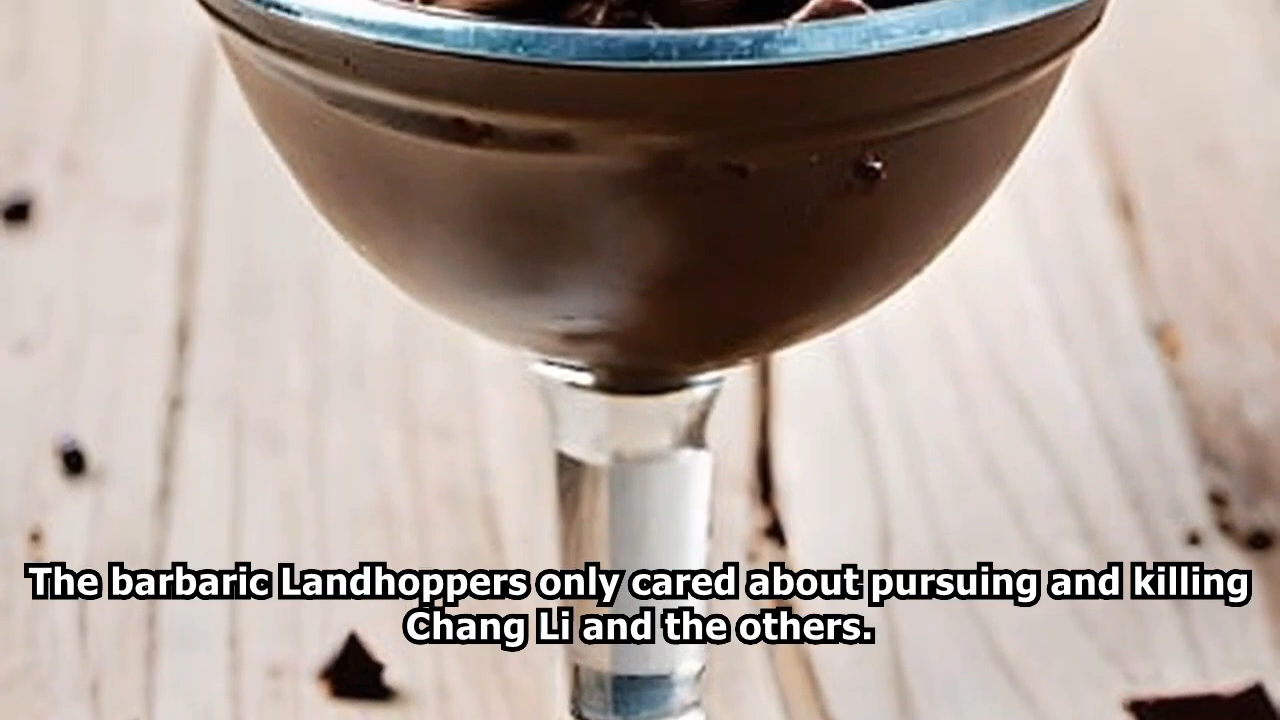 The barbaric Landhoppers only cared about pursuing and killing
Chang Li and the others.